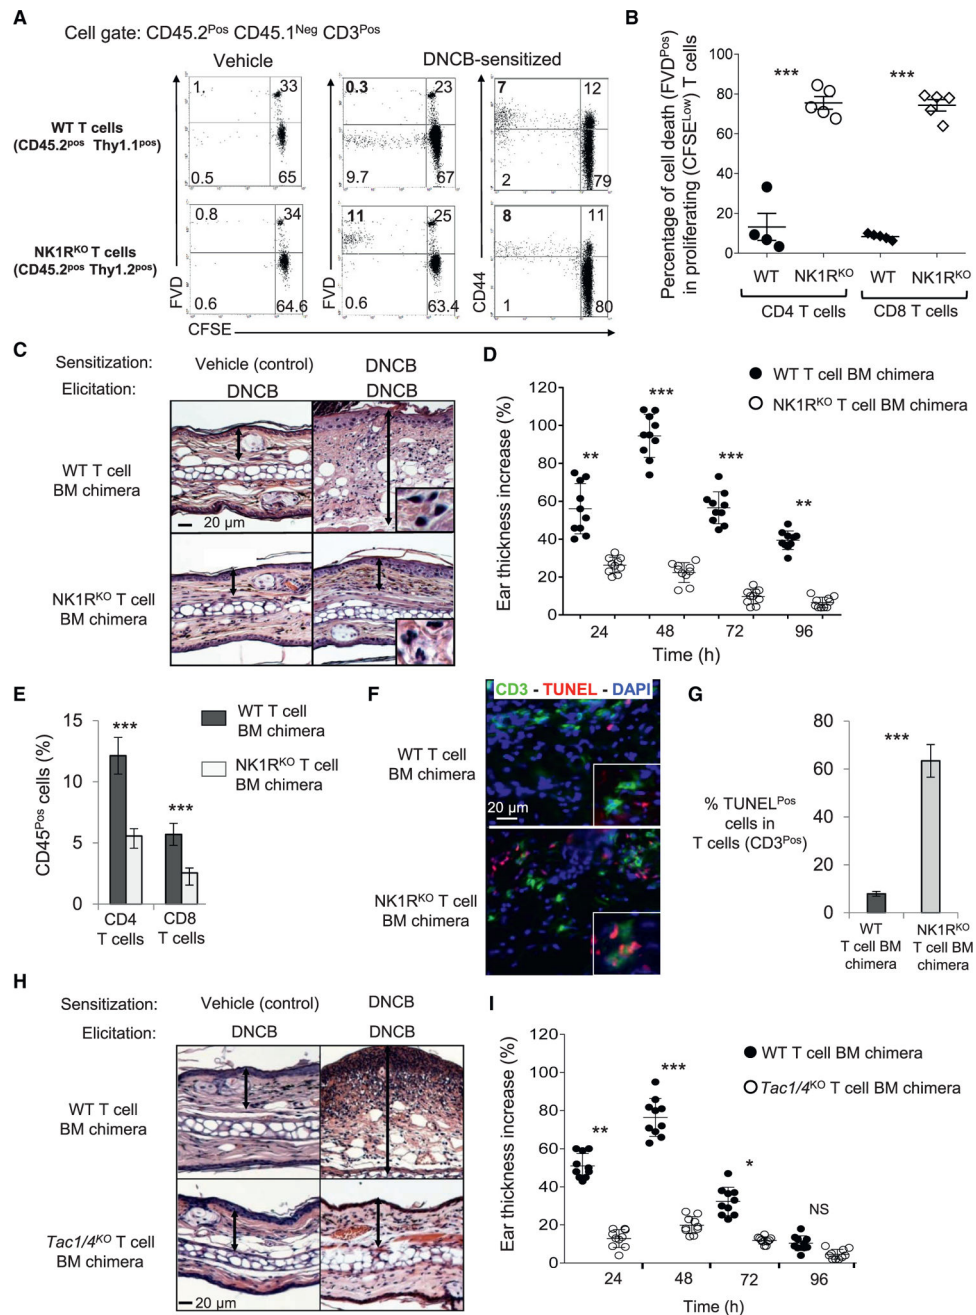 A
Cell gate: CD45.2Pos CD45.1Neg CD3Pos
Vehicle
DNCB-sensitized
WT T cells
(CD45.2pos Thy1.1pos)
NK1RKO T cells
(CD45.2pos Thy1.2pos)
FVD
1.
33
0.5
65
FVD
0.3
23
9.7
67
CD44
7
12
2
79
FVD
0.8
34
0.6
64.6
FVD
11
25
0.6
63.4
CD44
8
11
1
80
CFSE
B
Percentage of cell death (FVDPos)
in proliferating (CFSELow) T cells
100
80
60
40
20
0
***
***
WT
NK1RKO
WT
NK1RKO
CD4 T cells
CD8 T cells
C
Sensitization:
Vehicle (control)
DNCB
Elicitation:
DNCB
DNCB
WT T cell
BM chimera
20 µm
NK1RKO T cell
BM chimera
D
Ear thickness increase (%)
120
100
80
60
40
20
0
**
***
***
**
24
48
72
96
Time (h)
WT T cell BM chimera
NK1RKO T cell BM chimera
E
CD45Pos cells (%)
15
10
5
0
***
***
CD4
T cells
CD8
T cells
WT T cell
BM chimera
NK1RKO T cell
BM chimera
F
CD3 - TUNEL - DAPI
WT T cell
BM chimera
20 µm
NK1RKO T cell
BM chimera
G
% TUNELPos
cells in
T cells (CD3Pos)
80
60
40
20
0
***
WT
T cell BM
chimera
NK1RKO
T cell BM
chimera
H
Sensitization:
Vehicle (control)
DNCB
Elicitation:
DNCB
DNCB
WT T cell
BM chimera
Tac1/4KO T cell
BM chimera
20 µm
I
Ear thickness increase (%)
120
100
80
60
40
20
0
**
***
*
NS
24
48
72
96
Time (h)
WT T cell BM chimera
Tac1/4KO T cell BM chimera